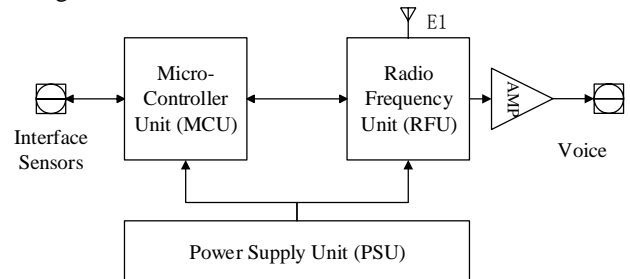 E1
Micro-
Controller
Unit (MCU)
Radio
Frequency
Unit (RFU)
AMP
Interface
Sensors
Voice
Power Supply Unit (PSU)